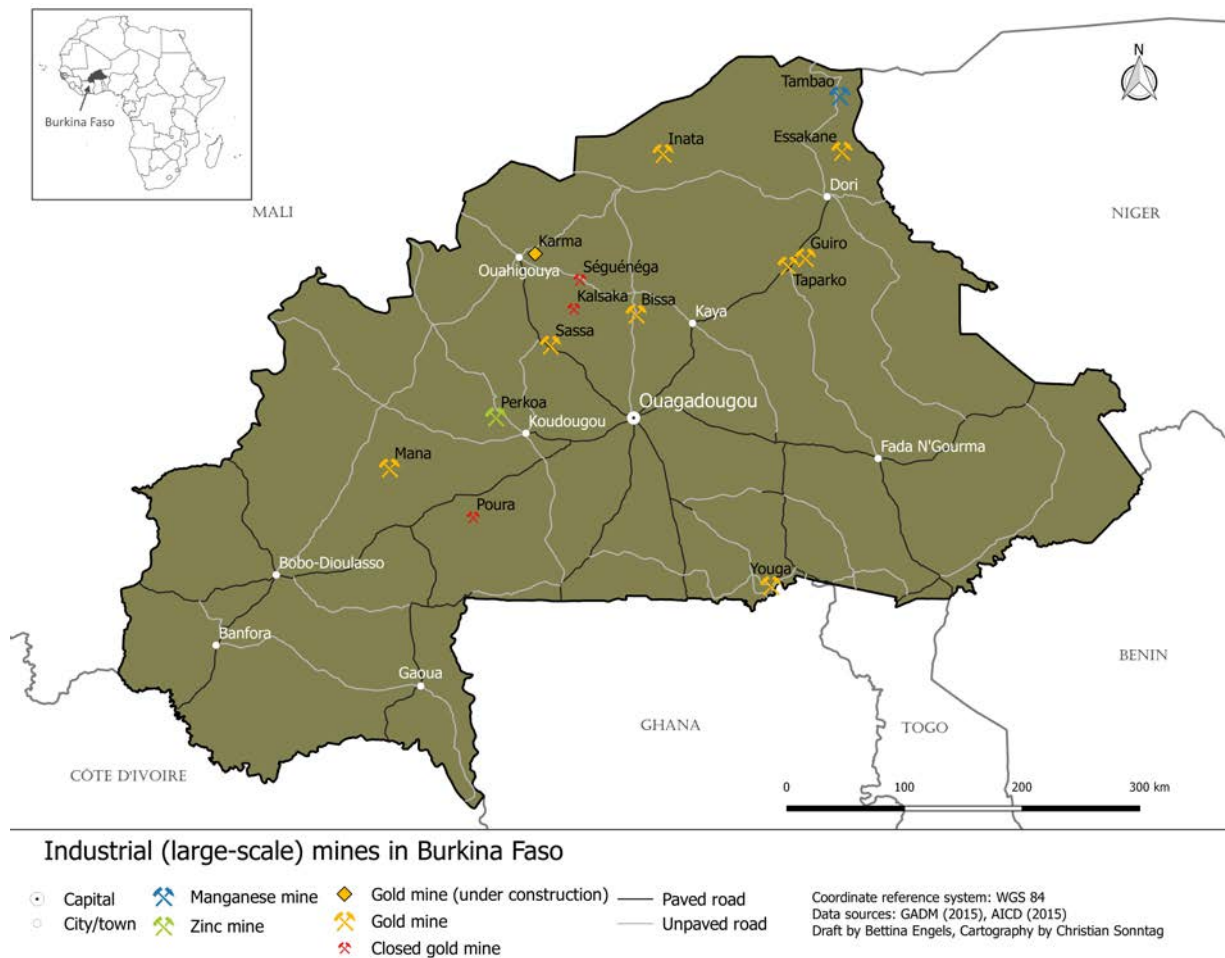 Burkina Faso
N
Tambao
Essakane
Inata
Dori
MALI
NIGER
Karma
Guiro
Ouahigouya
Séguénéga
Taparko
Kalsaka
Bissa
Kaya
Sassa
Perkoa
Ouagadougou
Koudougou
Mana
Fada N'Gourma
Poura
Youga
Bobo-Dioulasso
Banfora
BENIN
Gaoua
GHANA
TOGO
CÔTE D'IVOIRE
0 100 200 300 km
Industrial (large-scale) mines in Burkina Faso
Capital
City/town
Manganese mine
Zinc mine
Gold mine (under construction)
Gold mine
Closed gold mine
Paved road
Unpaved road
Coordinate reference system: WGS 84
Data sources: GADM (2015), AICD (2015)
Draft by Bettina Engels, Cartography by Christian Sonntag